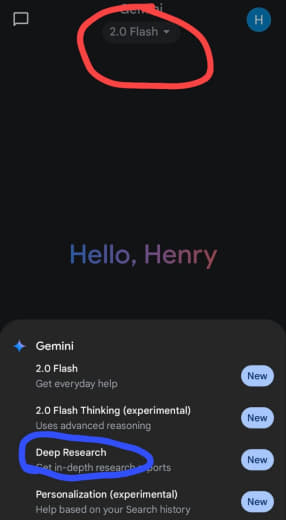 Gemini
2.0 Flash
H
Hello, Henry
Gemini
2.0 Flash
New
Get everyday help
2.0 Flash Thinking (experimental)
New
Uses advanced reasoning
Deep Research
New
Get in-depth research reports
Personalization (experimental)
New
Help based on your Search history